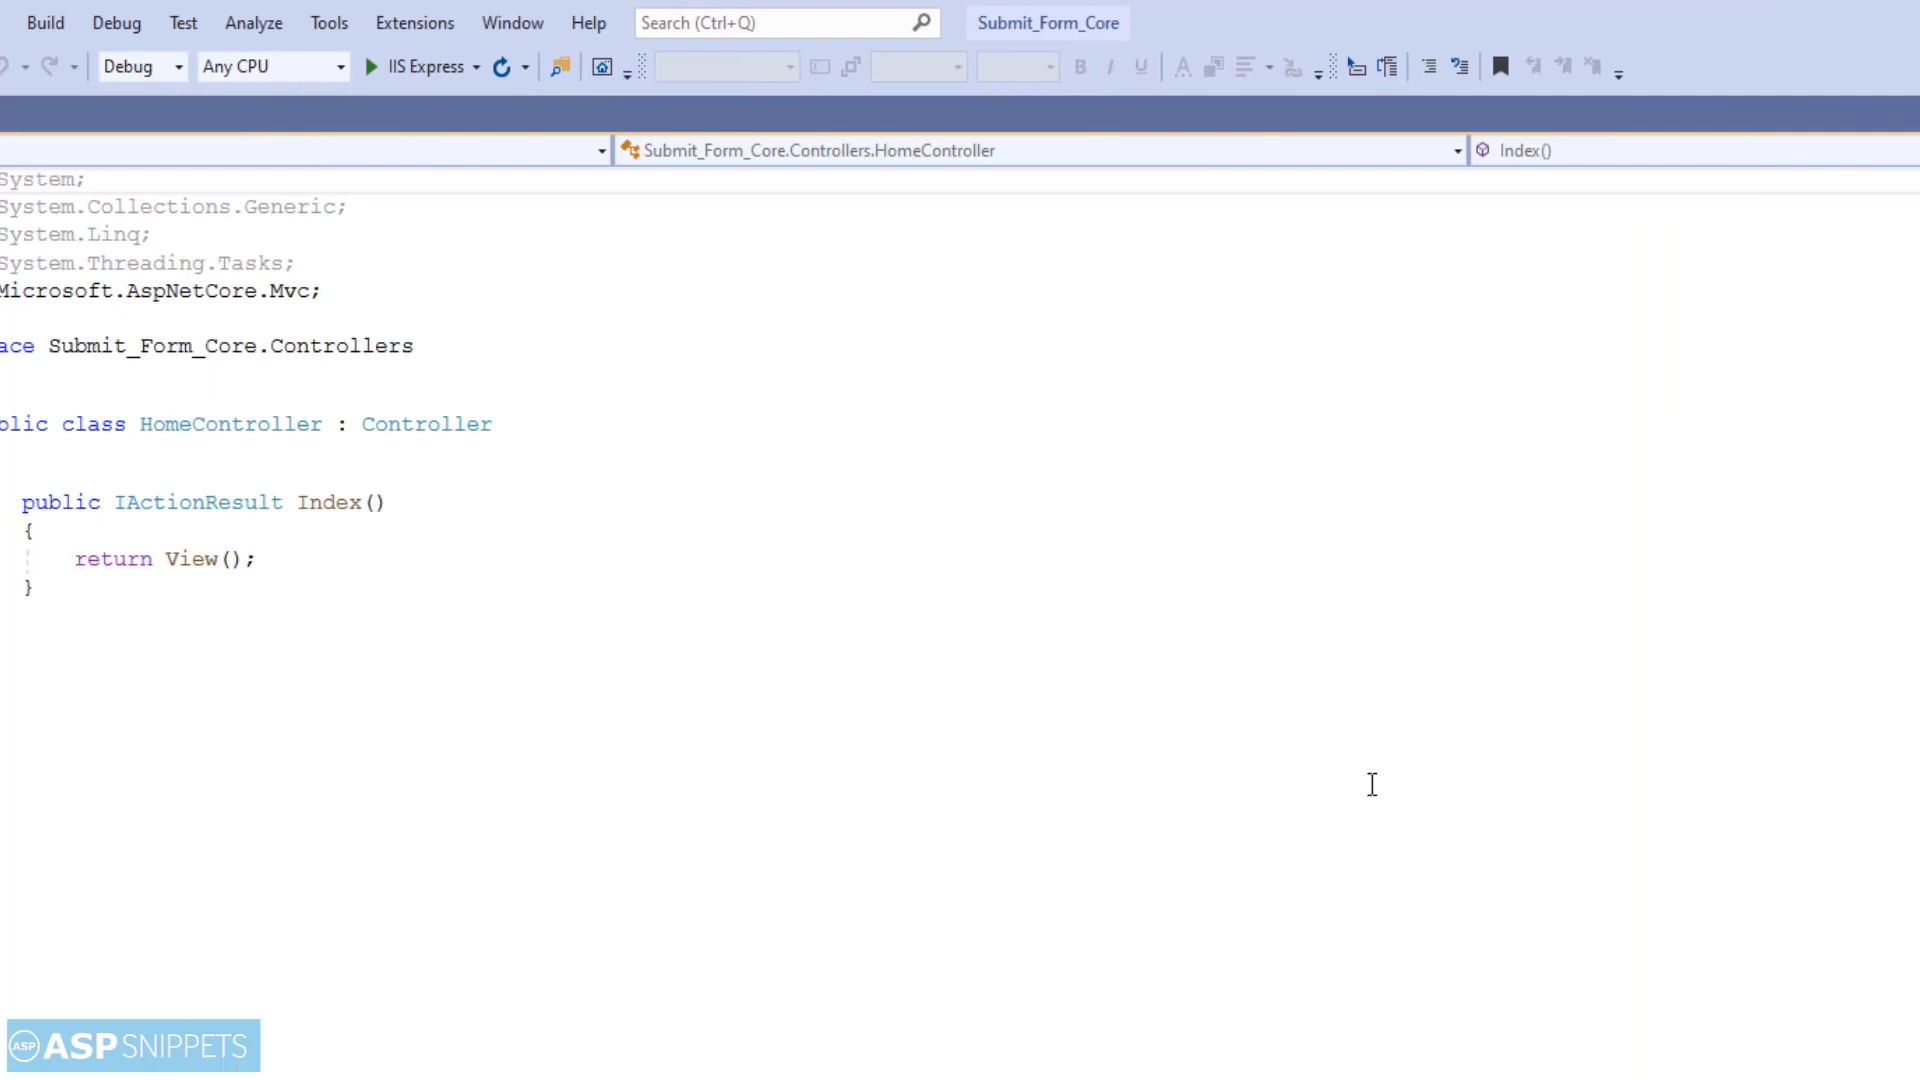 Build Debug Test Analyze Tools Extensions Window Help Search (Ctrl+Q) Submit_Form_Core
Debug Any CPU IIS Express B I U A
Submit_Form_Core.Controllers.HomeController Index()
System;
System.Collections.Generic;
System.Linq;
System.Threading.Tasks;
Microsoft.AspNetCore.Mvc;
ace Submit_Form_Core.Controllers
blic class HomeController : Controller
public IActionResult Index()
{
return View();
}
ASP ASPSNIPPETS